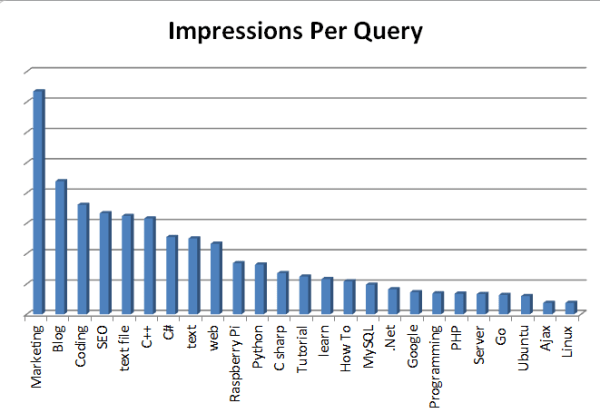 Impressions Per Query
Marketing
Blog
Coding
SEO
text file
C++
C#
text
web
Raspberry Pi
Python
C sharp
Tutorial
learn
How To
MySQL
.Net
Google
Programming
PHP
Server
Go
Ubuntu
Ajax
Linux